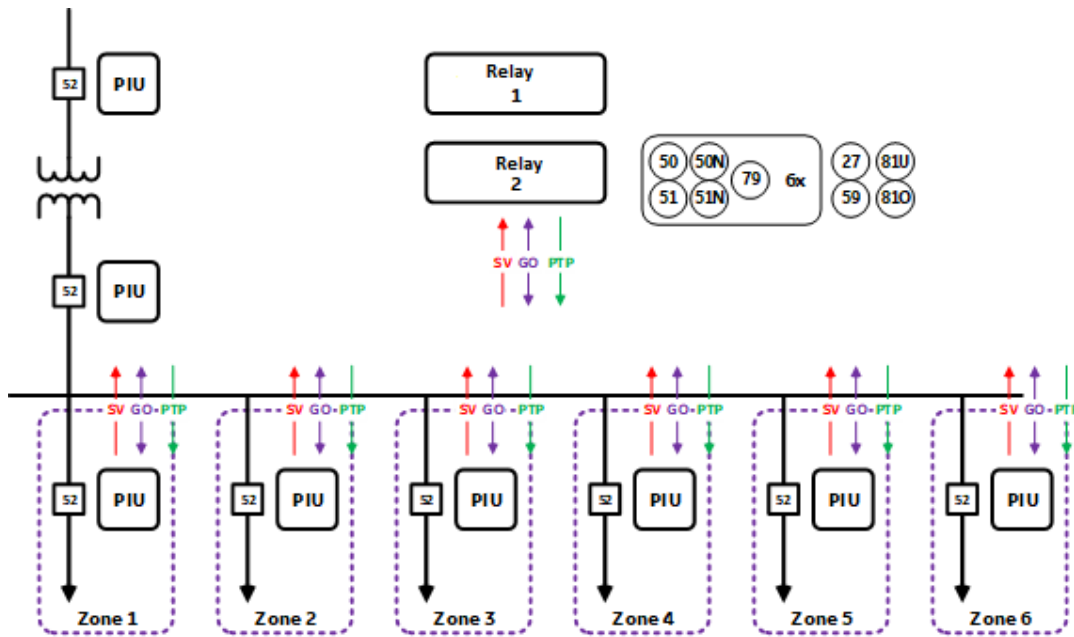 52 PIU
Relay
1
Relay
2
50 50N 27 81U
79 6x
51 51N 59 81O
SV GO PTP
52 PIU
SV GO PTP SV GO PTP SV GO PTP SV GO PTP SV GO PTP SV GO PTP
52 PIU 52 PIU 52 PIU 52 PIU 52 PIU 52 PIU
Zone 1 Zone 2 Zone 3 Zone 4 Zone 5 Zone 6